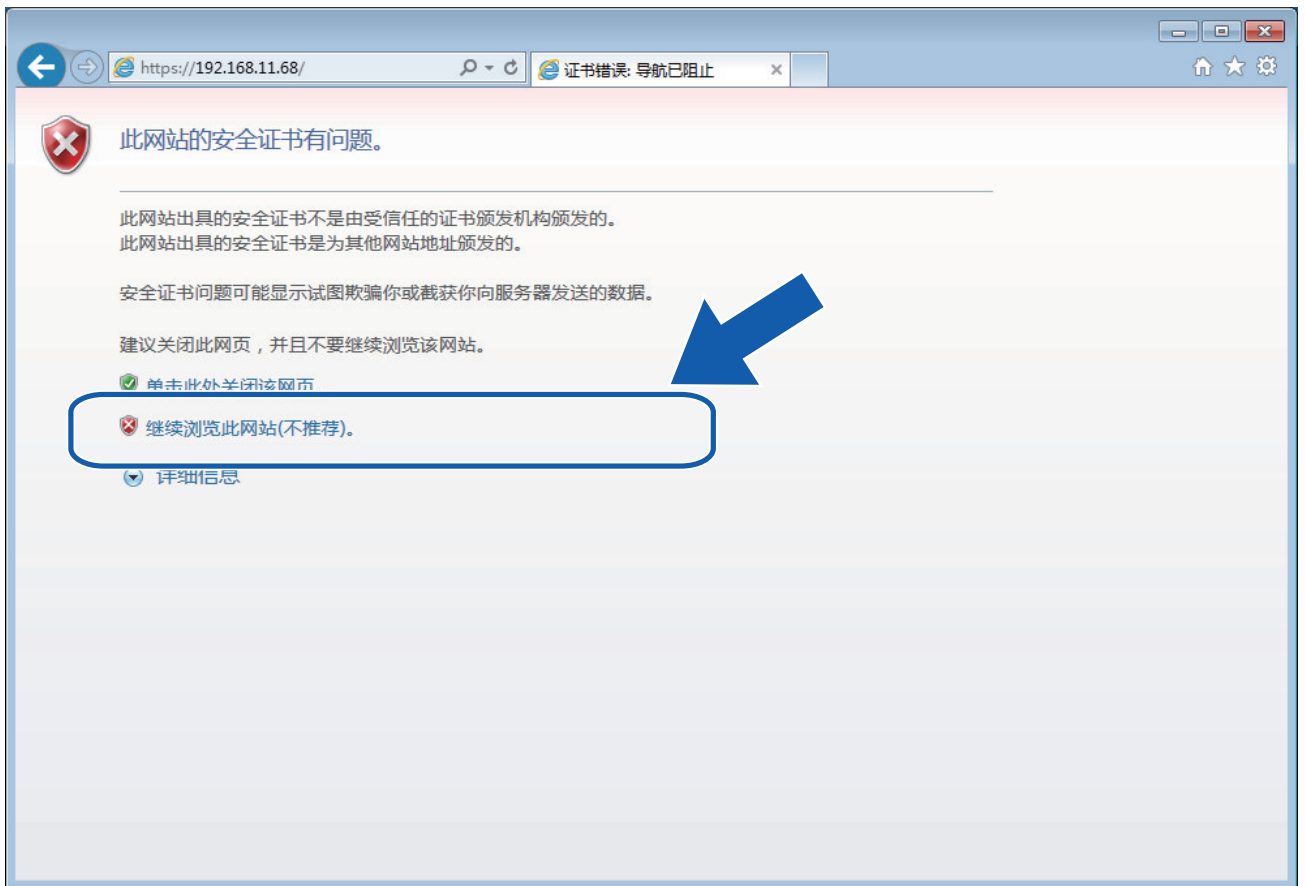 https://192.168.11.68/
证书错误: 导航已阻止
此网站的安全证书有问题。
此网站出具的安全证书不是由受信任的证书颁发机构颁发的。
此网站出具的安全证书是为其他网站地址颁发的。
安全证书问题可能显示试图欺骗你或截获你向服务器发送的数据。
建议关闭此网页，并且不要继续浏览该网站。
单击此处关闭该网页
继续浏览此网站(不推荐)。
详细信息